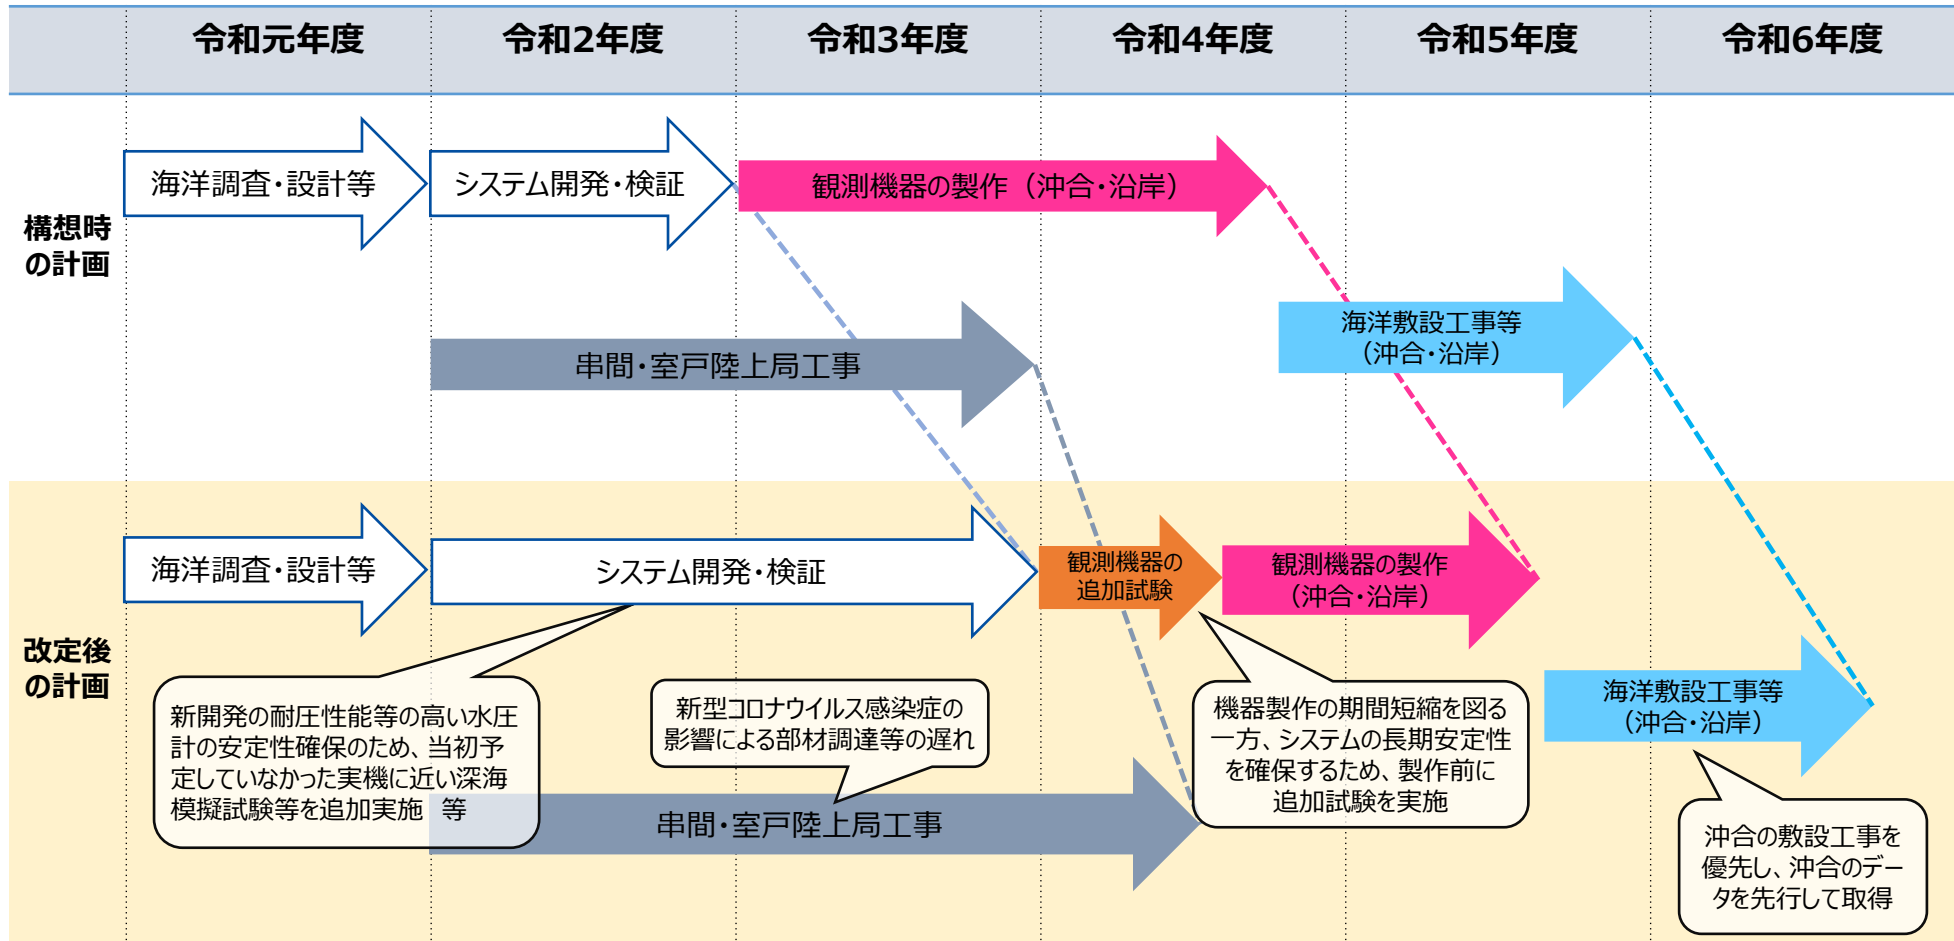 令和元年度
令和2年度
令和3年度
令和4年度
令和5年度
令和6年度
構想時
の計画
海洋調査・設計等
システム開発・検証
観測機器の製作（沖合・沿岸）
海洋敷設工事等
（沖合・沿岸）
串間・室戸陸上局工事
改定後
の計画
海洋調査・設計等
システム開発・検証
観測機器の
追加試験
観測機器の製作
（沖合・沿岸）
海洋敷設工事等
（沖合・沿岸）
新開発の耐圧性能等の高い水圧
計の安定性確保のため、当初予
定していなかった実機に近い深海
模擬試験等を追加実施　等
新型コロナウイルス感染症の
影響による部材調達等の遅れ
機器製作の期間短縮を図る
一方、システムの長期安定性
を確保するため、製作前に
追加試験を実施
串間・室戸陸上局工事
沖合の敷設工事を
優先し、沖合のデー
タを先行して取得